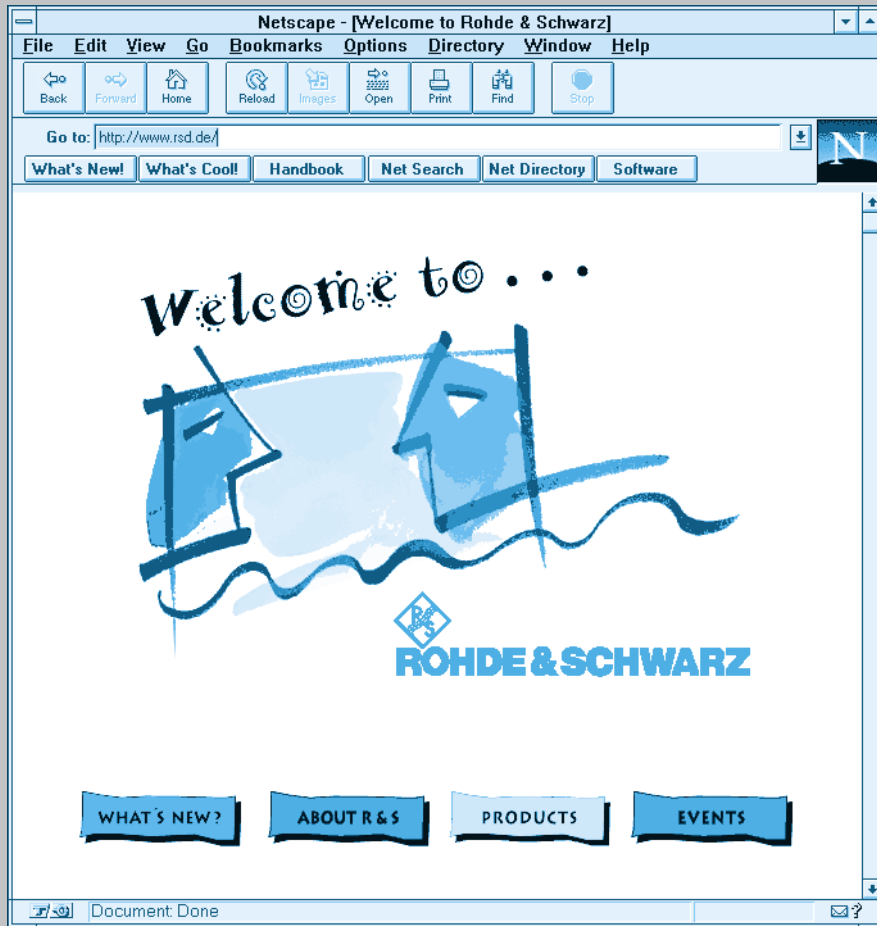 Netscape - [Welcome to Rohde & Schwarz]
File Edit View Go Bookmarks Options Directory Window Help
Back Forward Home Reload Images Open Print Find Stop
Go to: http://www.rsd.de/
N
What's New! What's Cool! Handbook Net Search Net Directory Software
Welcome to . . .
R&S
ROHDE & SCHWARZ
WHAT'S NEW? ABOUT R & S PRODUCTS EVENTS
Document: Done
?